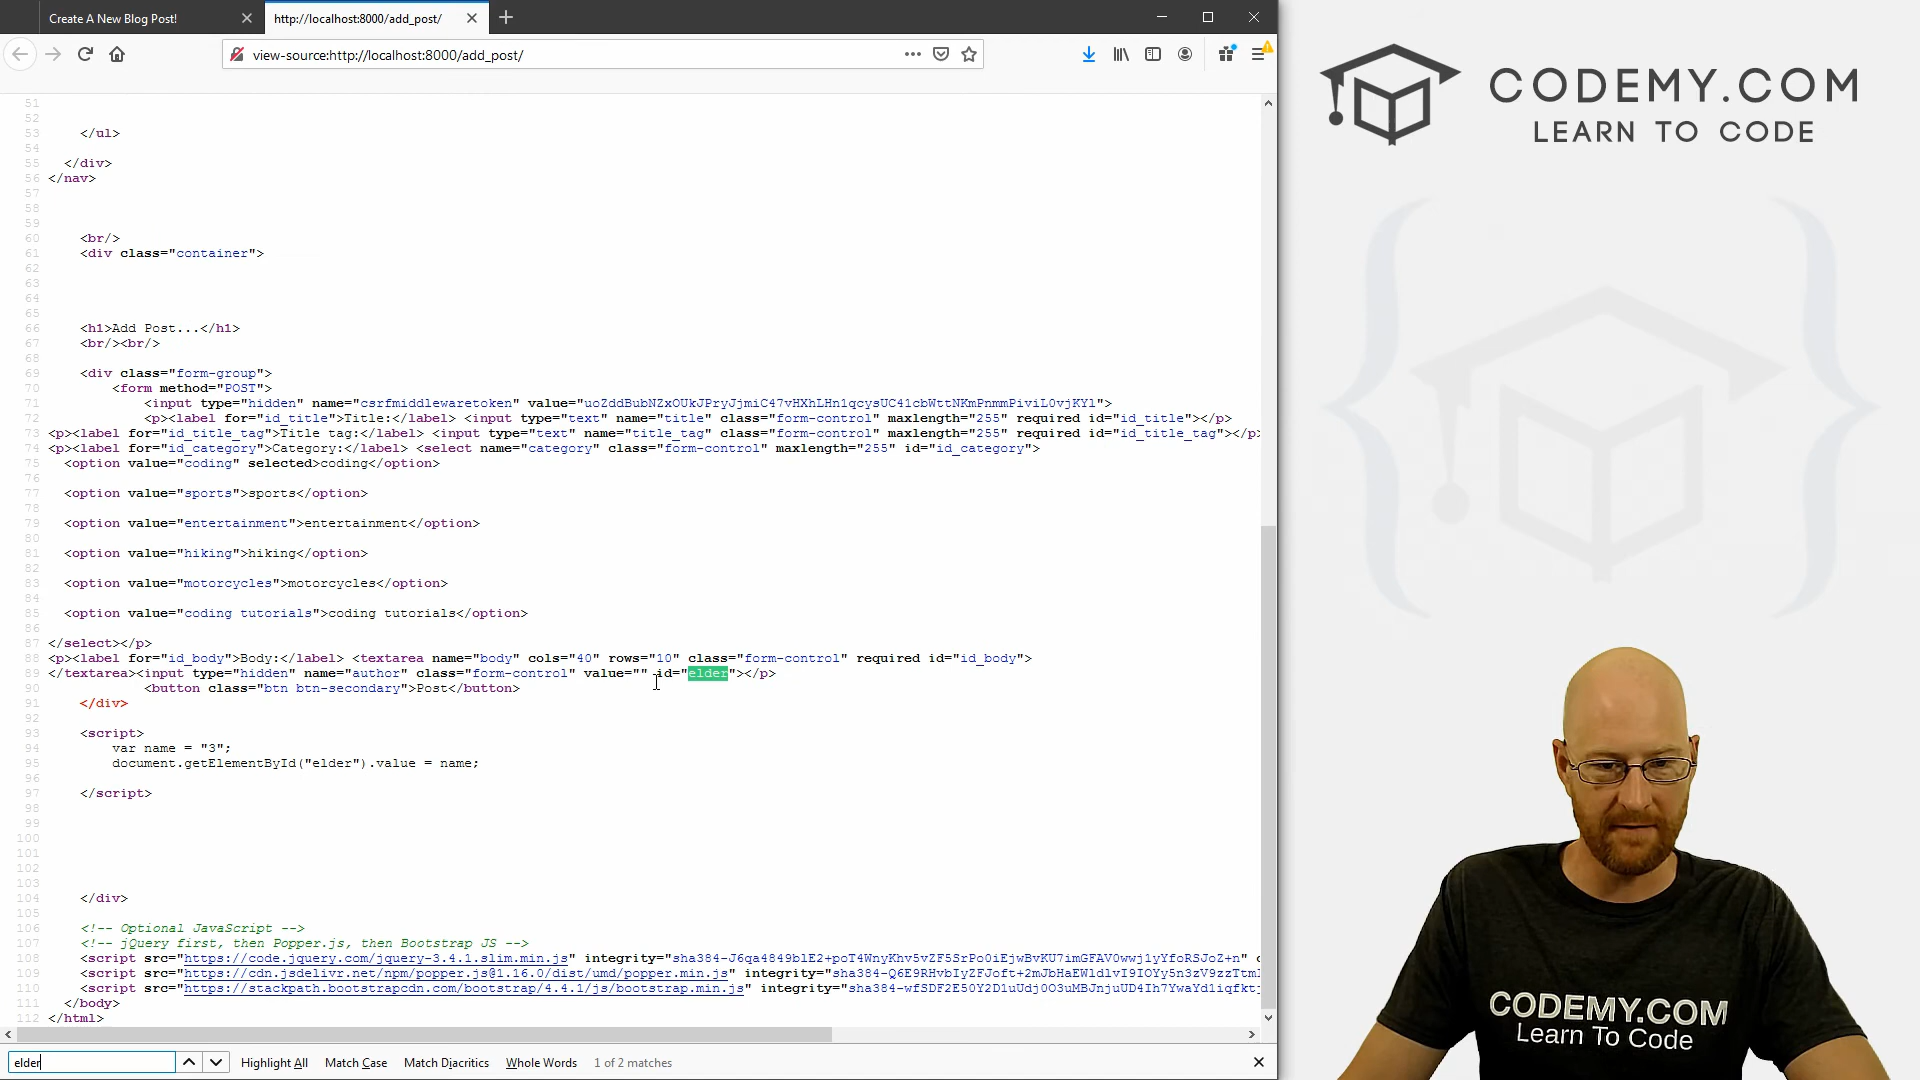 Create A New Blog Post!
http://localhost:8000/add_post/
view-source:http://localhost:8000/add_post/
CODEMY.COM
LEARN TO CODE
51
52
53 </ul>
54
55 </div>
56 </nav>
57
58
59
60 <br/>
61 <div class="container">
62
63
64
65
66 <h1>Add Post...</h1>
67 <br/><br/>
68
69 <div class="form-group">
70 <form method="POST">
71 <input type="hidden" name="csrfmiddlewaretoken" value="uoZddBubNZxOUkJPryJjmiC47vHXhLHn1qcysUC41cbWttNKmPnmmPiviL0vjKYl">
72 <p><label for="id_title">Title:</label> <input type="text" name="title" class="form-control" maxlength="255" required id="id_title"></p>
73 <p><label for="id_title_tag">Title tag:</label> <input type="text" name="title_tag" class="form-control" maxlength="255" required id="id_title_tag"></p>
74 <p><label for="id_category">Category:</label> <select name="category" class="form-control" maxlength="255" id="id_category">
75 <option value="coding" selected>coding</option>
76
77 <option value="sports">sports</option>
78
79 <option value="entertainment">entertainment</option>
80
81 <option value="hiking">hiking</option>
82
83 <option value="motorcycles">motorcycles</option>
84
85 <option value="coding tutorials">coding tutorials</option>
86
87 </select></p>
88 <p><label for="id_body">Body:</label> <textarea name="body" cols="40" rows="10" class="form-control" required id="id_body">
89 </textarea><input type="hidden" name="author" class="form-control" value="" id="elder"></p>
90 <button class="btn btn-secondary">Post</button>
91 </div>
92
93 <script>
94 var name = "3";
95 document.getElementById("elder").value = name;
96
97 </script>
98
99
100
101
102
103
104 </div>
105
106 <!-- Optional JavaScript -->
107 <!-- jQuery first, then Popper.js, then Bootstrap JS -->
108 <script src="https://code.jquery.com/jquery-3.4.1.slim.min.js" integrity="sha384-J6qa4849blE2+poT4WnyKhv5vZF5SrPo0iEjwBvKU7imGFAV0wwj1yYfoRSJoZ+n" c
109 <script src="https://cdn.jsdelivr.net/npm/popper.js@1.16.0/dist/umd/popper.min.js" integrity="sha384-Q6E9RHvbIyZFJoft+2mJbHaEWldlvI9IOYy5n3zV9zzTtmI
110 <script src="https://stackpath.bootstrapcdn.com/bootstrap/4.4.1/js/bootstrap.min.js" integrity="sha384-wfSDF2E50Y2D1uUdj0O3uMBJnjuUD4Ih7YwaYd1iqfktj
111 </body>
112 </html>
elder
Highlight All
Match Case
Match Diacritics
Whole Words
1 of 2 matches
CODEMY.COM
Learn To Code